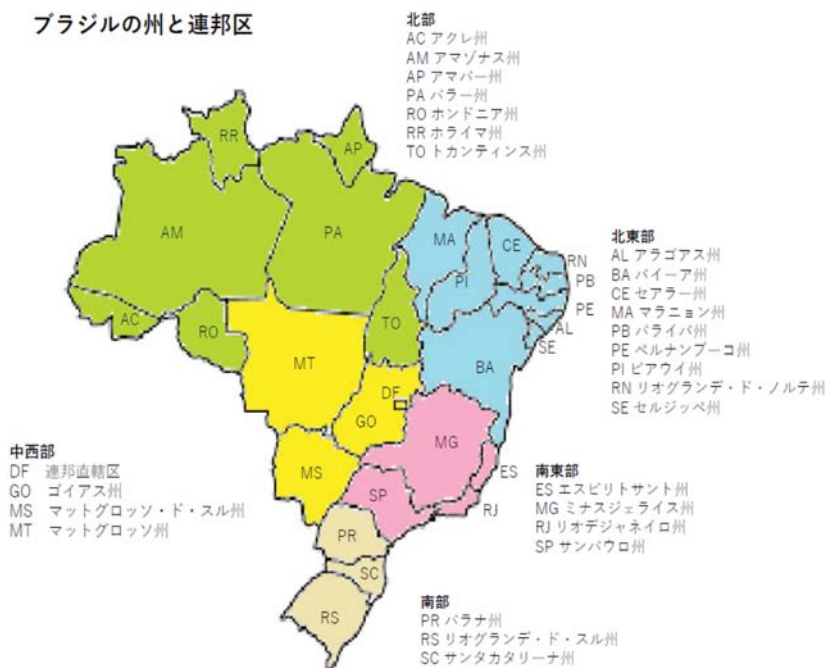 ブラジルの州と連邦区
北部
AC アクレ州
AM アマゾナス州
AP アマパー州
PA パラー州
RO ホンドニア州
RR ホライマ州
TO トカンティンス州
RR
AP
AM
PA
MA
CE
PI
RN
PB
PE
AL
SE
AC
RO
TO
MT
BA
DF
GO
MG
MS
ES
SP
RJ
PR
SC
RS
北東部
AL アラゴアス州
BA バイーア州
CE セアラー州
MA マラニョン州
PB パライバ州
PE ペルナンブーコ州
PI ピアウイ州
RN リオグランデ・ド・ノルテ州
SE セルジッペ州
中西部
DF 連邦直轄区
GO ゴイアス州
MS マットグロッソ・ド・スル州
MT マットグロッソ州
南東部
ES エスピリトサント州
MG ミナスジェライス州
RJ リオデジャネイロ州
SP サンパウロ州
南部
PR パラナ州
RS リオグランデ・ド・スル州
SC サンタカタリーナ州